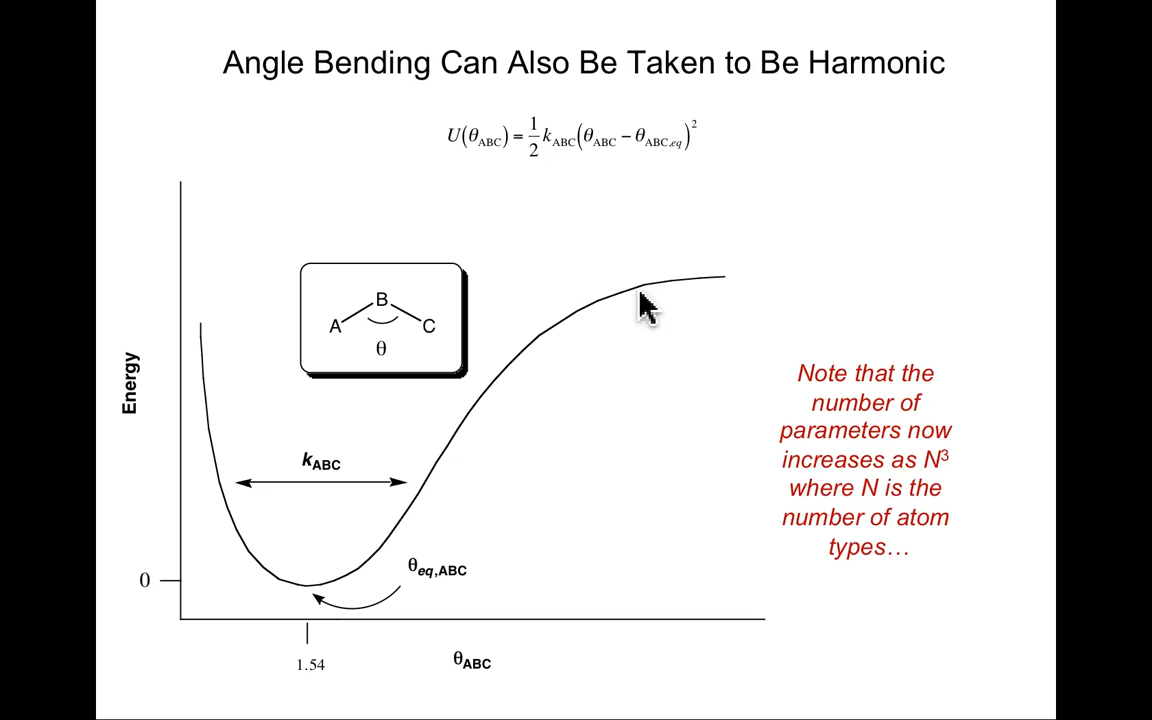 Angle Bending Can Also Be Taken to Be Harmonic
U(θABC) = 1/2 kABC(θABC − θABC,eq)²
B
A C
θ
Energy
kABC
Note that the
number of
parameters now
increases as N³
where N is the
number of atom
types…
θeq,ABC
0
1.54
θABC